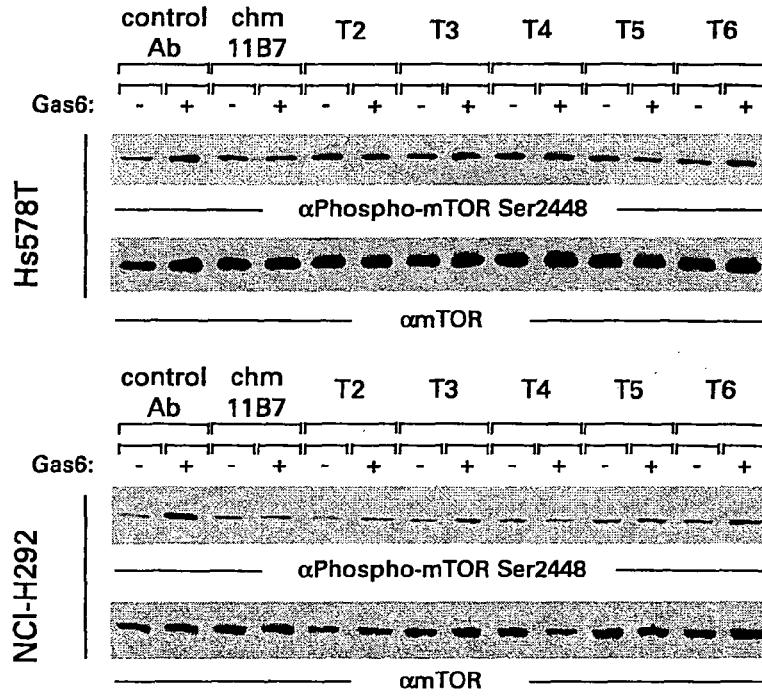 control Ab chm 11B7 T2 T3 T4 T5 T6
Gas6: - + - + - + - + - + - + - +
Hs578T
αPhospho-mTOR Ser2448
αmTOR
control Ab chm 11B7 T2 T3 T4 T5 T6
Gas6: - + - + - + - + - + - + - +
NCI-H292
αPhospho-mTOR Ser2448
αmTOR